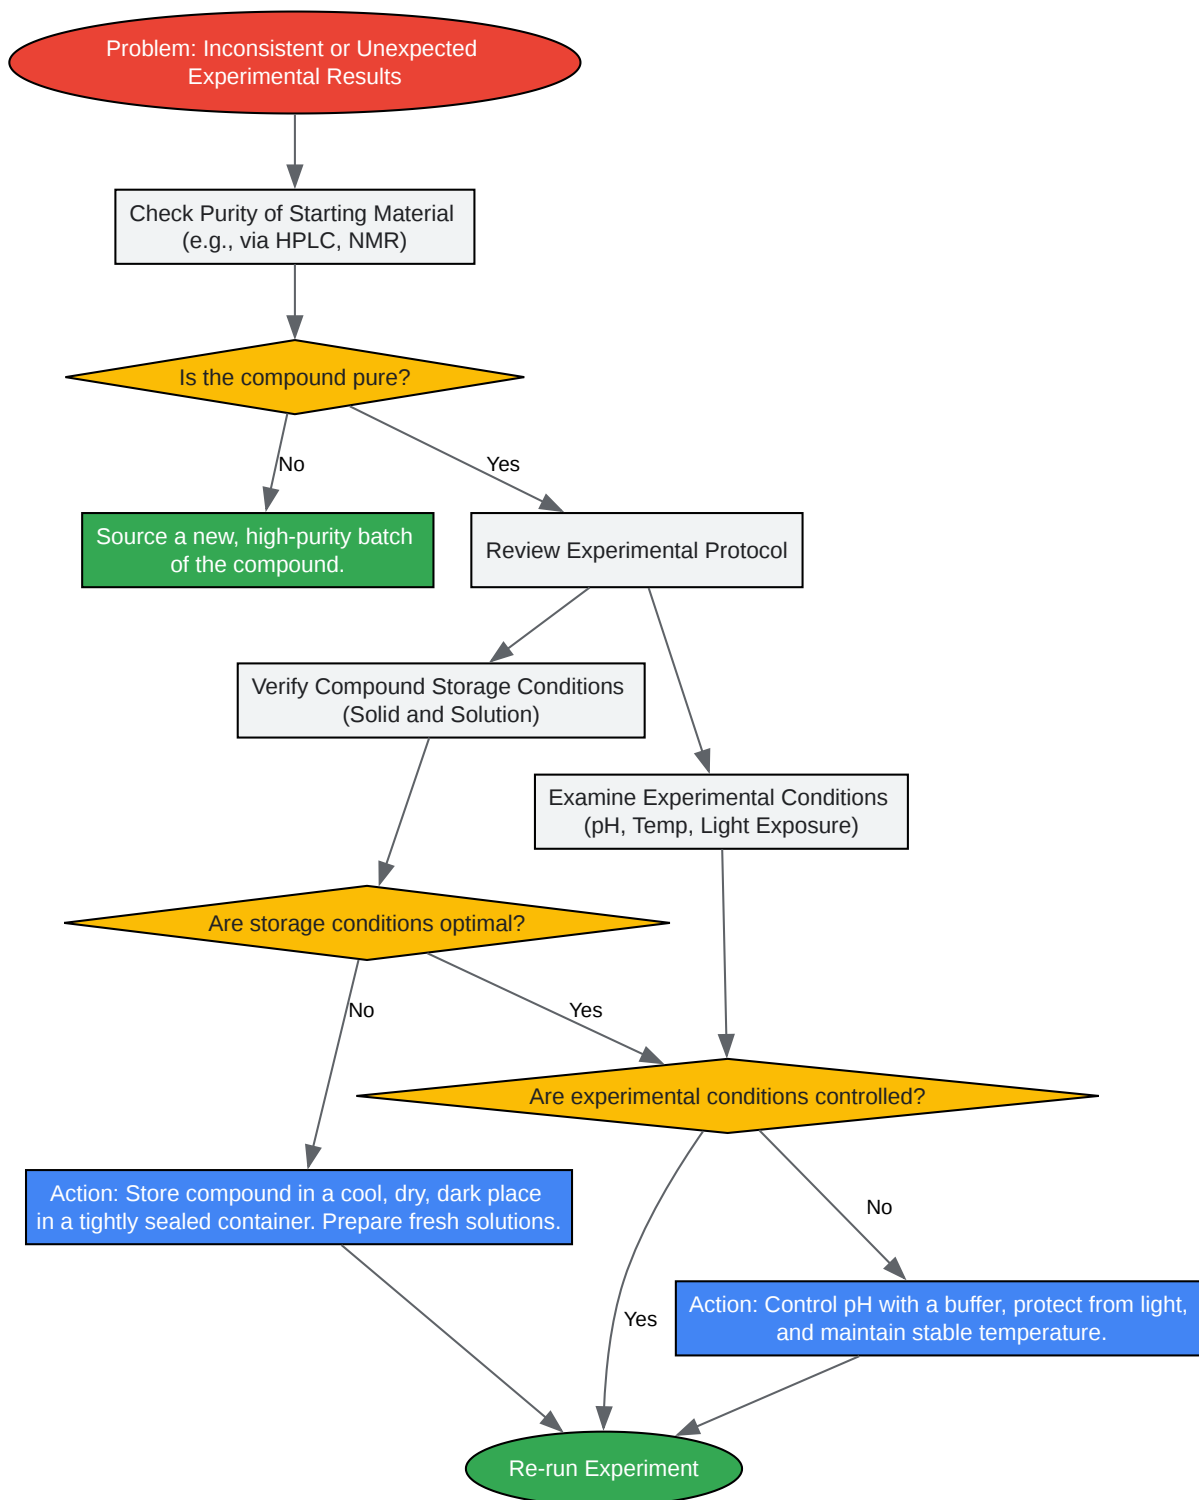 Problem: Inconsistent or Unexpected
Experimental Results
Check Purity of Starting Material
(e.g., via HPLC, NMR)
Is the compound pure?
No
Yes
Source a new, high-purity batch
of the compound.
Review Experimental Protocol
Verify Compound Storage Conditions
(Solid and Solution)
Examine Experimental Conditions
(pH, Temp, Light Exposure)
Are storage conditions optimal?
No
Yes
Are experimental conditions controlled?
Action: Store compound in a cool, dry, dark place
in a tightly sealed container. Prepare fresh solutions.
No
Yes
Action: Control pH with a buffer, protect from light,
and maintain stable temperature.
Re-run Experiment